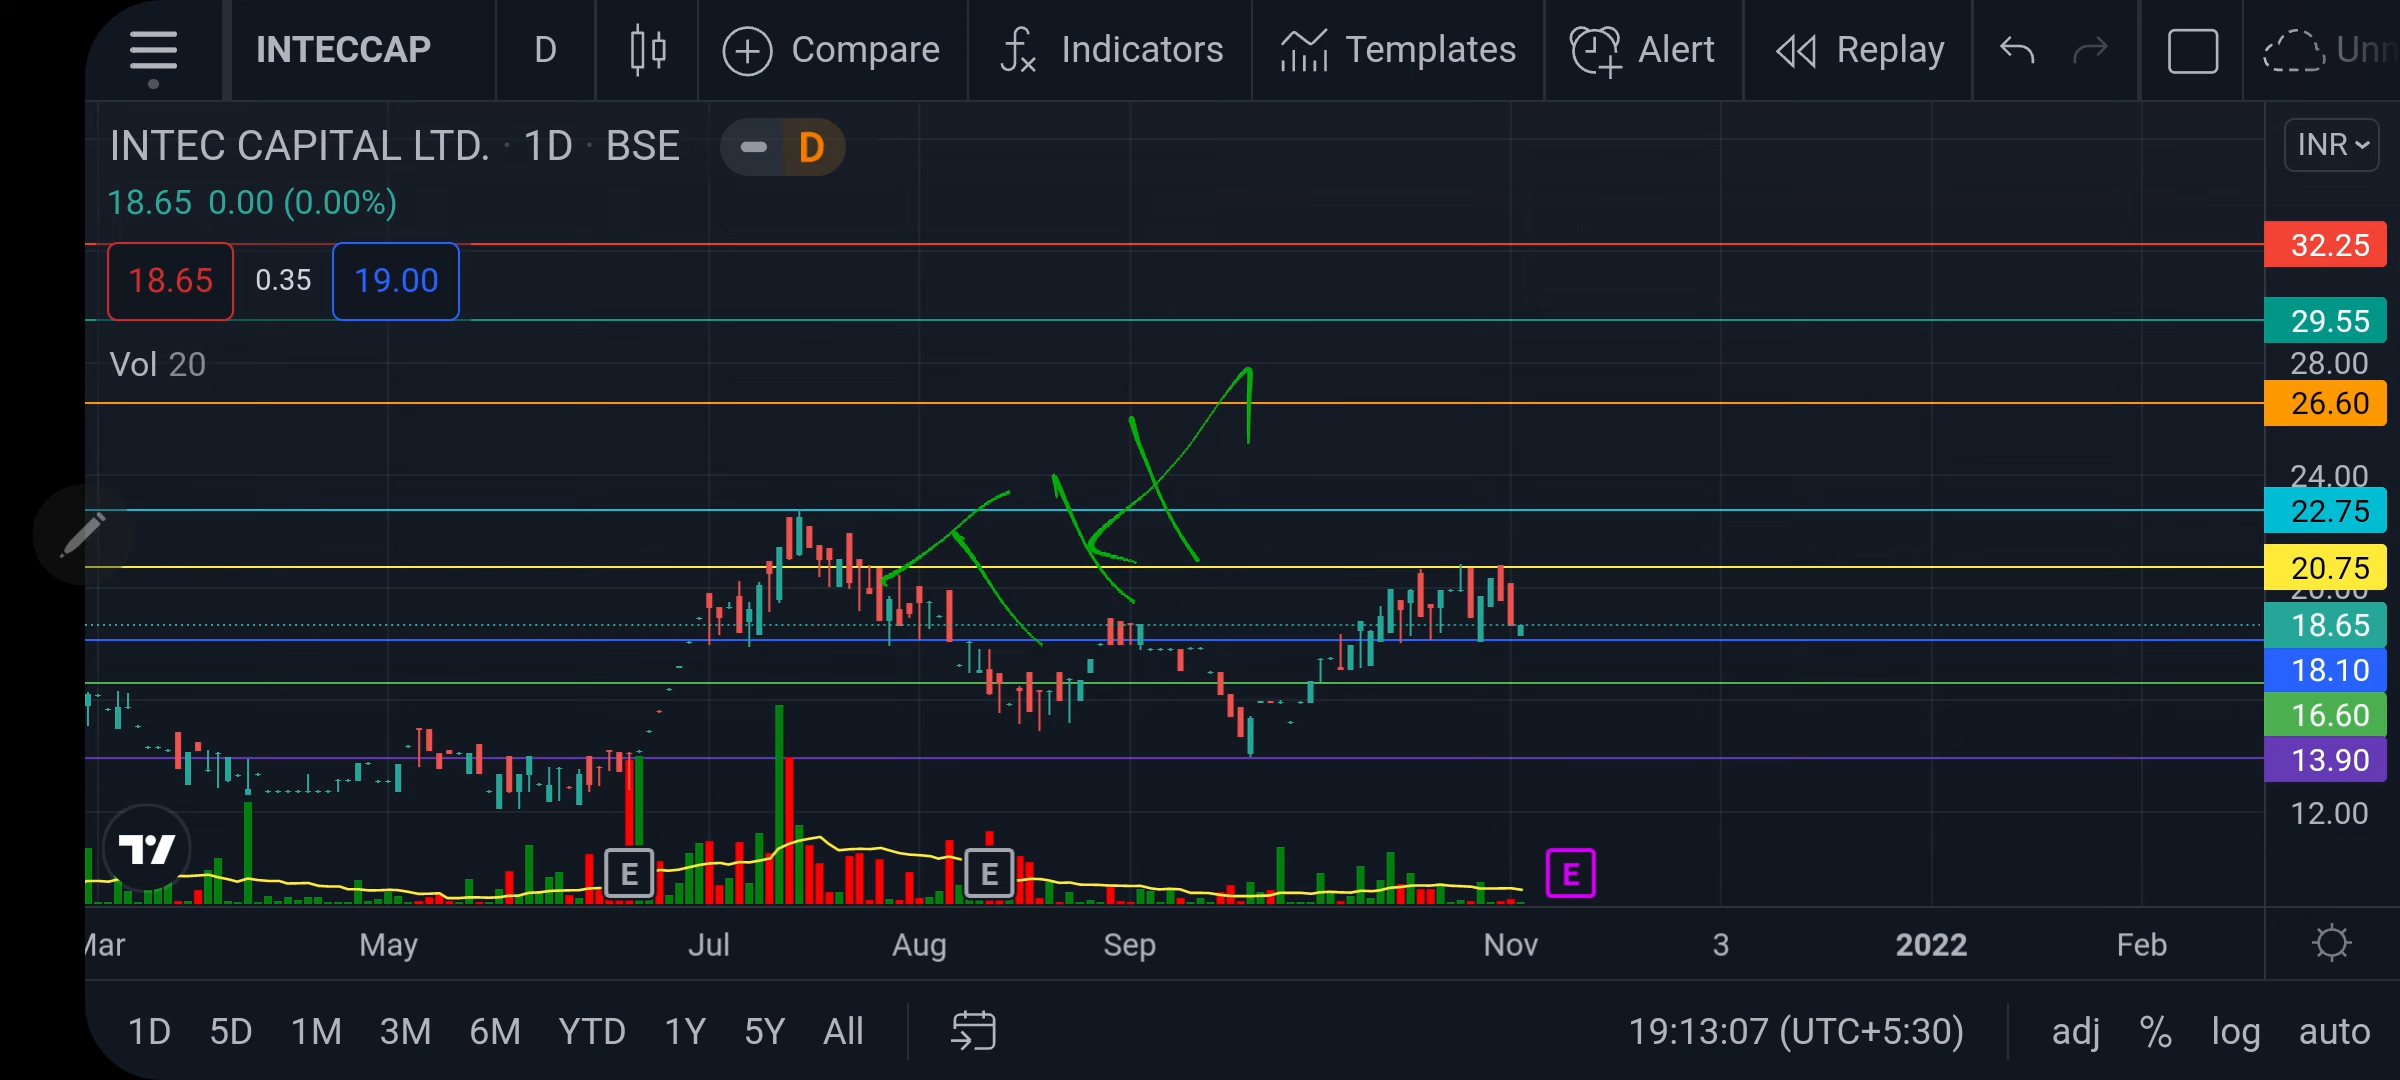 INTECCAP D Compare Indicators Templates Alert Replay
INTEC CAPITAL LTD. · 1D · BSE D INR
18.65 0.00 (0.00%)
18.65 0.35 19.00
Vol 20
32.25
29.55
28.00
26.60
24.00
22.75
20.75
20.00
18.65
18.10
16.60
13.90
12.00
TKA
E E E
Mar May Jul Aug Sep Nov 3 2022 Feb
1D 5D 1M 3M 6M YTD 1Y 5Y All 19:13:07 (UTC+5:30) adj % log auto